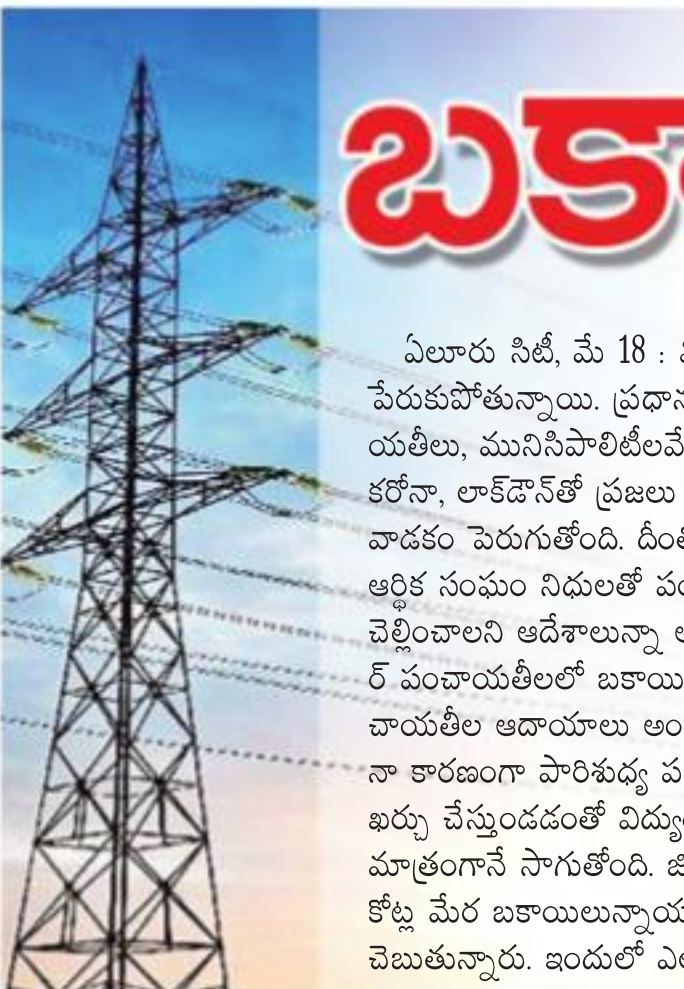 బకా
ఏలూరు సిటీ, మే 18 :
పేరుకుపోతున్నాయి. ప్రధాన
యతీలు, మునిసిపాలిటీలవే
కరోనా, లాక్‌డౌన్‌తో ప్రజలు
వాడకం పెరుగుతోంది. దీంతో
ఆర్థిక సంఘం నిధులతో పం
చెల్లించాలని ఆదేశాలున్నా
ర్ పంచాయతీలలో బకాయి
చాయతీల ఆదాయాలు అం
నా కారణంగా పారిశుధ్య ప
ఖర్చు చేస్తుండడంతో విద్యు
మాత్రంగానే సాగుతోంది. జి
కోట్ల మేర బకాయిలున్నాయ
చెబుతున్నారు. ఇందులో ఎ